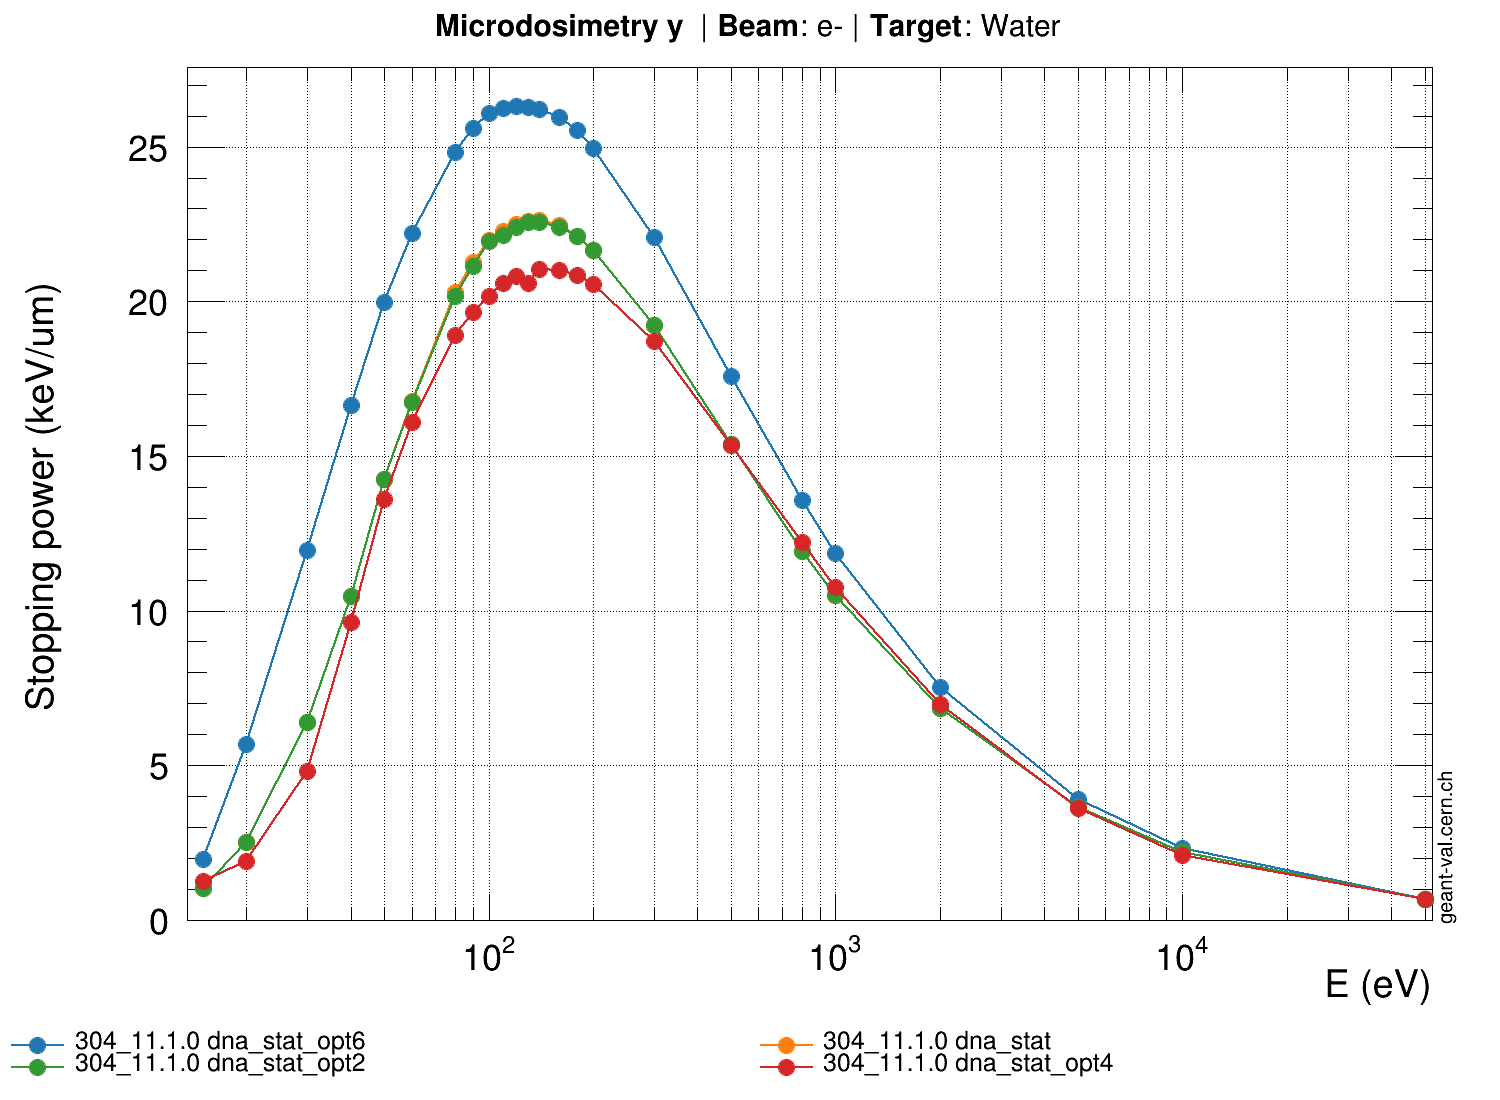 Microdosimetry y | Beam: e- | Target: Water
Stopping power (keV/um)
25
20
15
10
5
0
10²
10³
10⁴
E (eV)
geant-val.cern.ch
304_11.1.0 dna_stat_opt6
304_11.1.0 dna_stat
304_11.1.0 dna_stat_opt2
304_11.1.0 dna_stat_opt4